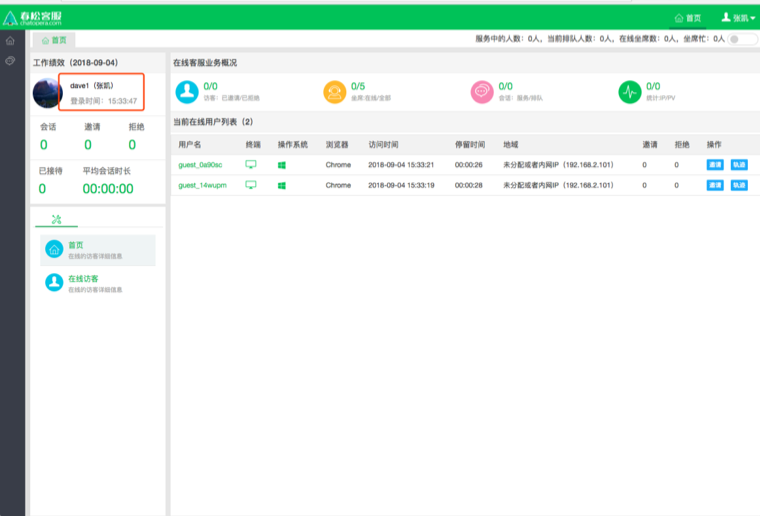 春松客服
chatopera.com
首页
张凯
首页
服务中的人数：0人，当前排队人数：0人，在线坐席数：0人，坐席忙：0人
工作绩效（2018-09-04）
dave1（张凯）
登录时间：15:33:47
会话 邀请 拒绝
0 0 0
已接待 平均会话时长
0 00:00:00
首页
在线的访客详细信息
在线访客
在线的访客详细信息
在线客服业务概况
0/0
访客：已邀请/已拒绝
0/5
坐席:在线/全部
0/0
会话：服务/排队
0/0
统计:IP/PV
当前在线用户列表（2）
用户名 终端 操作系统 浏览器 访问时间 停留时间 地域 邀请 拒绝 操作
guest_0a90sc Chrome 2018-09-04 15:33:21 00:00:26 未分配或者内网IP（192.168.2.101） 0 0 邀请 轨迹
guest_14wupm Chrome 2018-09-04 15:33:19 00:00:28 未分配或者内网IP（192.168.2.101） 0 0 邀请 轨迹